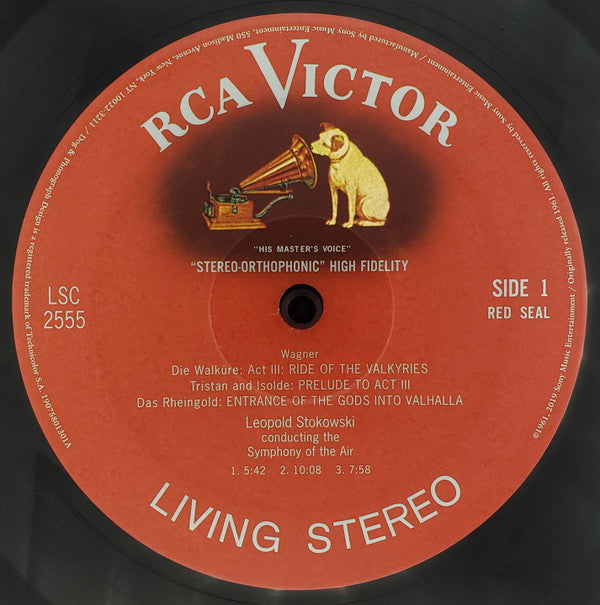 RCA VICTOR
"HIS MASTER'S VOICE"
"STEREO-ORTHOPHONIC" HIGH FIDELITY
LSC
2555
SIDE 1
RED SEAL
Wagner
Die Walküre: Act III: RIDE OF THE VALKYRIES
Tristan and Isolde: PRELUDE TO ACT III
Das Rheingold: ENTRANCE OF THE GODS INTO VALHALLA
Leopold Stokowski
conducting the
Symphony of the Air
1. 5:42 2. 10:08 3. 7:58
LIVING STEREO
©1961, 2019 Sony Music Entertainment / Originally released 1961. All rights reserved by Sony Music Entertainment / Manufactured by Sony Music Entertainment, 550 Madison Avenue, New York, NY 10022-3211 / Dog & Phonograph Design is a registered trademark of Technicolor S.A. 19075801301A